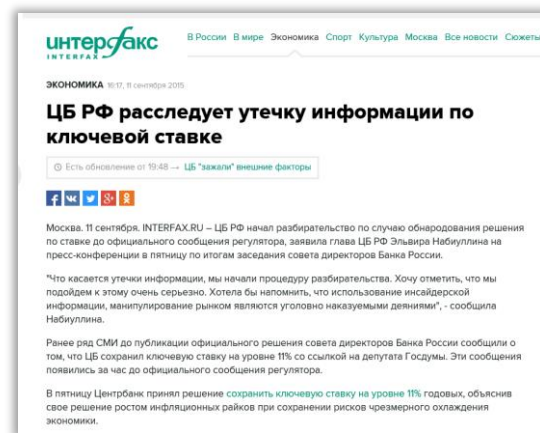 интерфакс
INTERFAX
В России В мире Экономика Спорт Культура Москва Все новости Сюжеты
ЭКОНОМИКА 16:17, 11 сентября 2015
ЦБ РФ расследует утечку информации по
ключевой ставке
Есть обновление от 19:48 → ЦБ "зажали" внешние факторы
Москва. 11 сентября. INTERFAX.RU – ЦБ РФ начал разбирательство по случаю обнародования решения
по ставке до официального сообщения регулятора, заявила глава ЦБ РФ Эльвира Набиуллина на
пресс-конференции в пятницу по итогам заседания совета директоров Банка России.
"Что касается утечки информации, мы начали процедуру разбирательства. Хочу отметить, что мы
подойдем к этому очень серьезно. Хотела бы напомнить, что использование инсайдерской
информации, манипулирование рынком являются уголовно наказуемыми деяниями", - сообщила
Набиуллина.
Ранее ряд СМИ до публикации официального решения совета директоров Банка России сообщили о
том, что ЦБ сохранил ключевую ставку на уровне 11% со ссылкой на депутата Госдумы. Эти сообщения
появились за час до официального сообщения регулятора.
В пятницу Центрбанк принял решение сохранить ключевую ставку на уровне 11% годовых, объяснив
свое решение ростом инфляционных райков при сохранении рисков чрезмерного охлаждения
экономики.